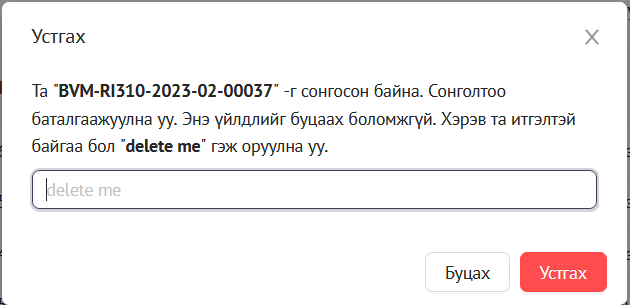 Устгах
Та "BVM-RI310-2023-02-00037" -г сонгосон байна. Сонголтоо
баталгаажуулна уу. Энэ үйлдлийг буцаах боломжгүй. Хэрэв та итгэлтэй
байгаа бол "delete me" гэж оруулна уу.
delete me
Буцах
Устгах